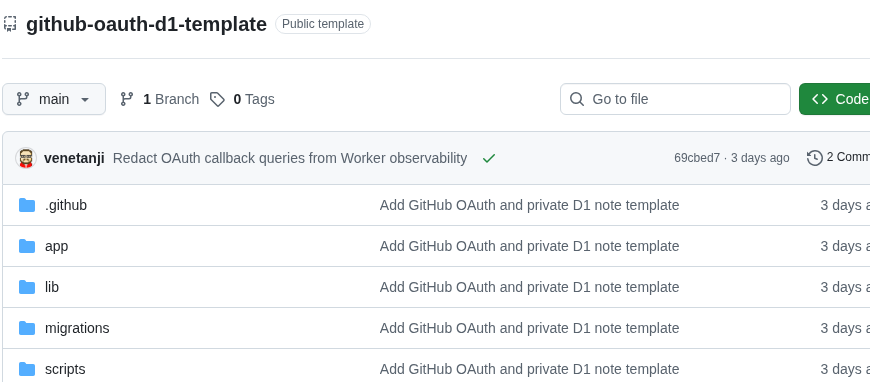 github-oauth-d1-template Public template
main 1 Branch 0 Tags Go to file Code
venetanji Redact OAuth callback queries from Worker observability 69cbed7 · 3 days ago 2 Comm
.github Add GitHub OAuth and private D1 note template 3 days a
app Add GitHub OAuth and private D1 note template 3 days a
lib Add GitHub OAuth and private D1 note template 3 days a
migrations Add GitHub OAuth and private D1 note template 3 days a
scripts Add GitHub OAuth and private D1 note template 3 days a